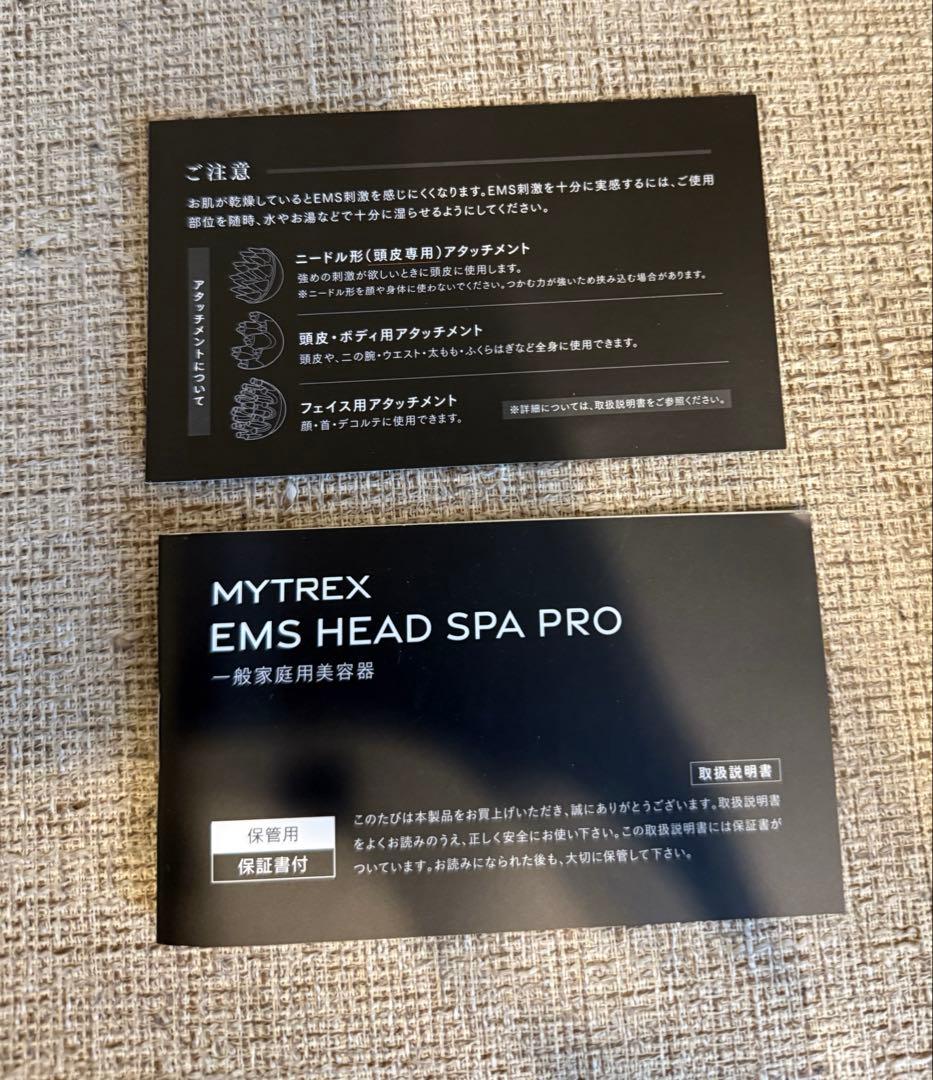 ご注意
お肌が乾燥しているとEMS刺激を感じにくくなります。EMS刺激を十分に実感するには、ご使用
部位を随時、水やお湯などで十分に湿らせるようにしてください。
アタッチメントについて
ニードル形(頭皮専用)アタッチメント
強めの刺激が欲しいときに頭皮に使用します。
※ニードル形を顔や身体に使わないでください。つかむ力が強いため挟み込む場合があります。
頭皮・ボディ用アタッチメント
頭皮や、二の腕・ウエスト・太もも・ふくらはぎなど全身に使用できます。
フェイス用アタッチメント
顔・首・デコルテに使用できます。
※詳細については、取扱説明書をご参照ください。
MYTREX
EMS HEAD SPA PRO
一般家庭用美容器
取扱説明書
保管用
保証書付
このたびは本製品をお買上げいただき、誠にありがとうございます。取扱説明書
をよくお読みのうえ、正しく安全にお使い下さい。この取扱説明書には保証書が
ついています。お読みになられた後も、大切に保管して下さい。